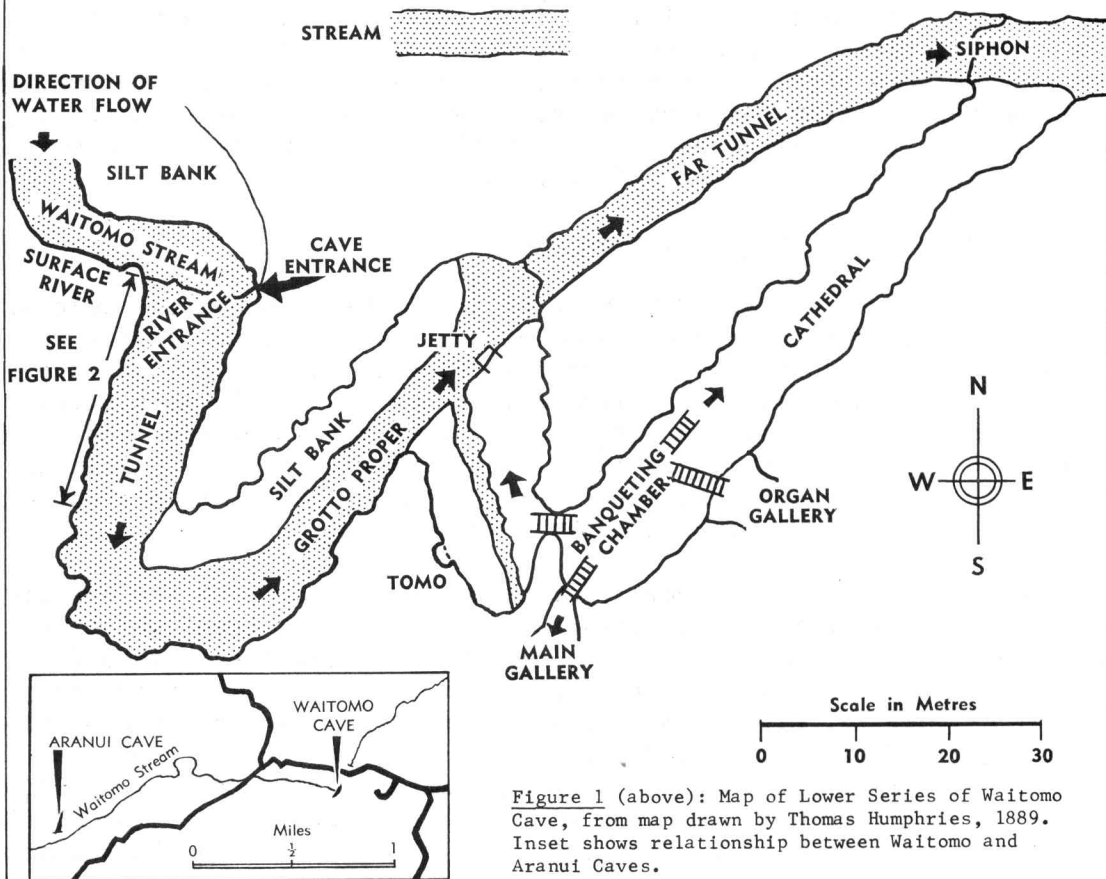 STREAM
DIRECTION OF
WATER FLOW
SILT BANK
WAITOMO STREAM
SURFACE
RIVER
RIVER
ENTRANCE
CAVE
ENTRANCE
SEE
FIGURE 2
TUNNEL
SILT BANK
GROTTO PROPER
JETTY
TOMO
FAR TUNNEL
SIPHON
CATHEDRAL
BANQUETING
CHAMBER
ORGAN
GALLERY
MAIN
GALLERY
N
W
E
S
Scale in Metres
0 10 20 30
ARANUI CAVE
Waitomo Stream
WAITOMO
CAVE
Miles
0 ½ 1
Figure 1 (above): Map of Lower Series of Waitomo
Cave, from map drawn by Thomas Humphries, 1889.
Inset shows relationship between Waitomo and
Aranui Caves.